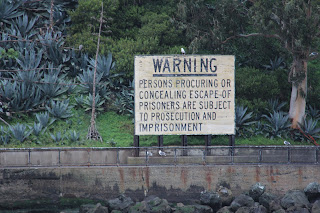 WARNING
PERSONS PROCURING OR
CONCEALING ESCAPE OF
PRISONERS ARE SUBJECT
TO PROSECUTION AND
IMPRISONMENT